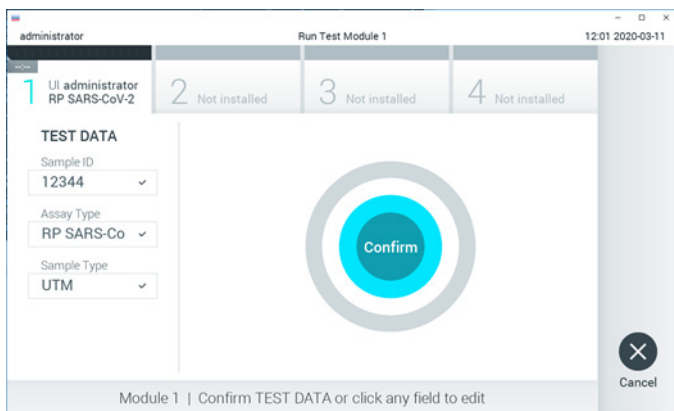 administrator
Run Test Module 1
12:01 2020-03-11
1 UI administrator
RP SARS-CoV-2
2 Not installed
3 Not installed
4 Not installed
TEST DATA
Sample ID
12344
Assay Type
RP SARS-Co
Sample Type
UTM
Confirm
Cancel
Module 1 | Confirm TEST DATA or click any field to edit